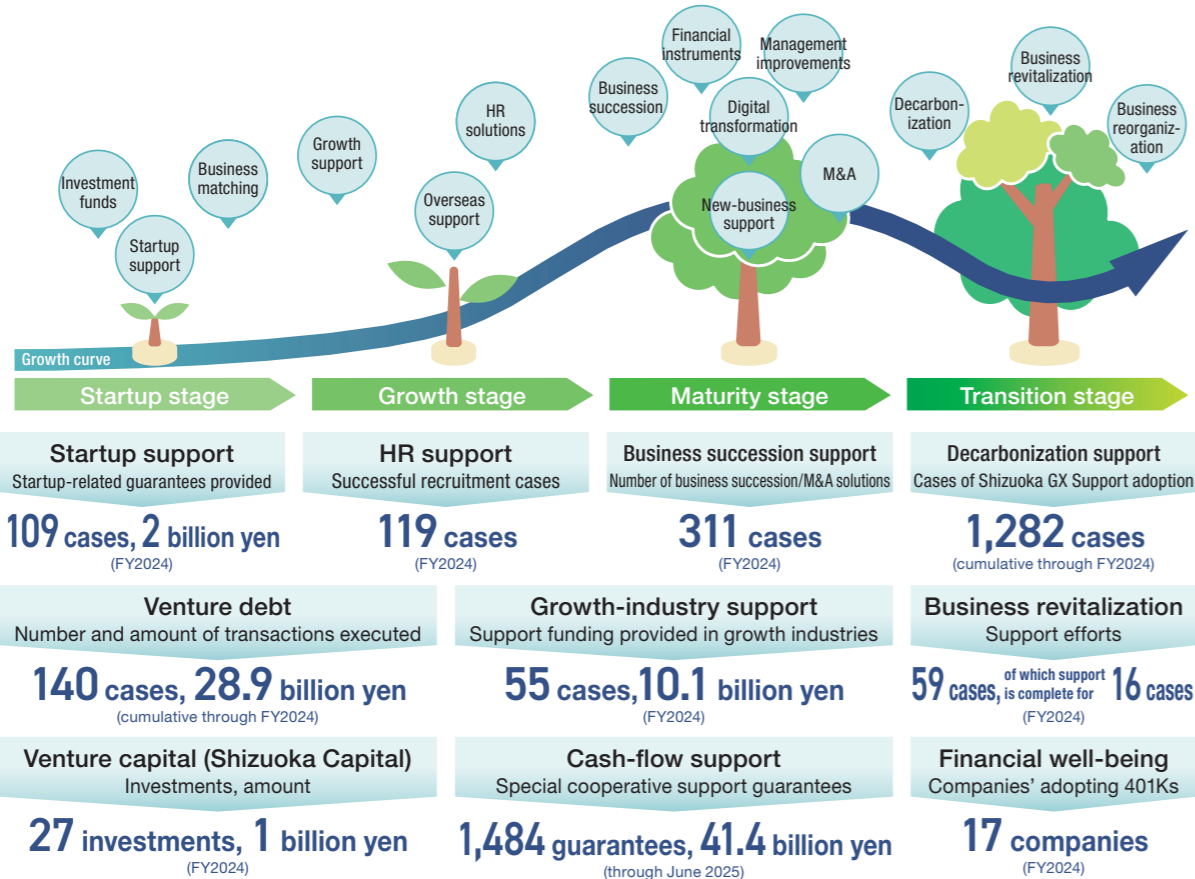 Investment
funds
Startup
support
Business
matching
Growth
support
HR
solutions
Overseas
support
Business
succession
Financial
instruments
Management
improvements
Digital
transformation
New-business
support
M&A
Decarbon-
ization
Business
revitalization
Business
reorganiz-
ation
Growth curve
Startup stage
Growth stage
Maturity stage
Transition stage
Startup support
Startup-related guarantees provided
109 cases, 2 billion yen
(FY2024)
HR support
Successful recruitment cases
119 cases
(FY2024)
Business succession support
Number of business succession/M&A solutions
311 cases
(FY2024)
Decarbonization support
Cases of Shizuoka GX Support adoption
1,282 cases
(cumulative through FY2024)
Venture debt
Number and amount of transactions executed
140 cases, 28.9 billion yen
(cumulative through FY2024)
Growth-industry support
Support funding provided in growth industries
55 cases,10.1 billion yen
(FY2024)
Business revitalization
Support efforts
59 cases, of which support
is complete for 16 cases
(FY2024)
Venture capital (Shizuoka Capital)
Investments, amount
27 investments, 1 billion yen
(FY2024)
Cash-flow support
Special cooperative support guarantees
1,484 guarantees, 41.4 billion yen
(through June 2025)
Financial well-being
Companies' adopting 401Ks
17 companies
(FY2024)